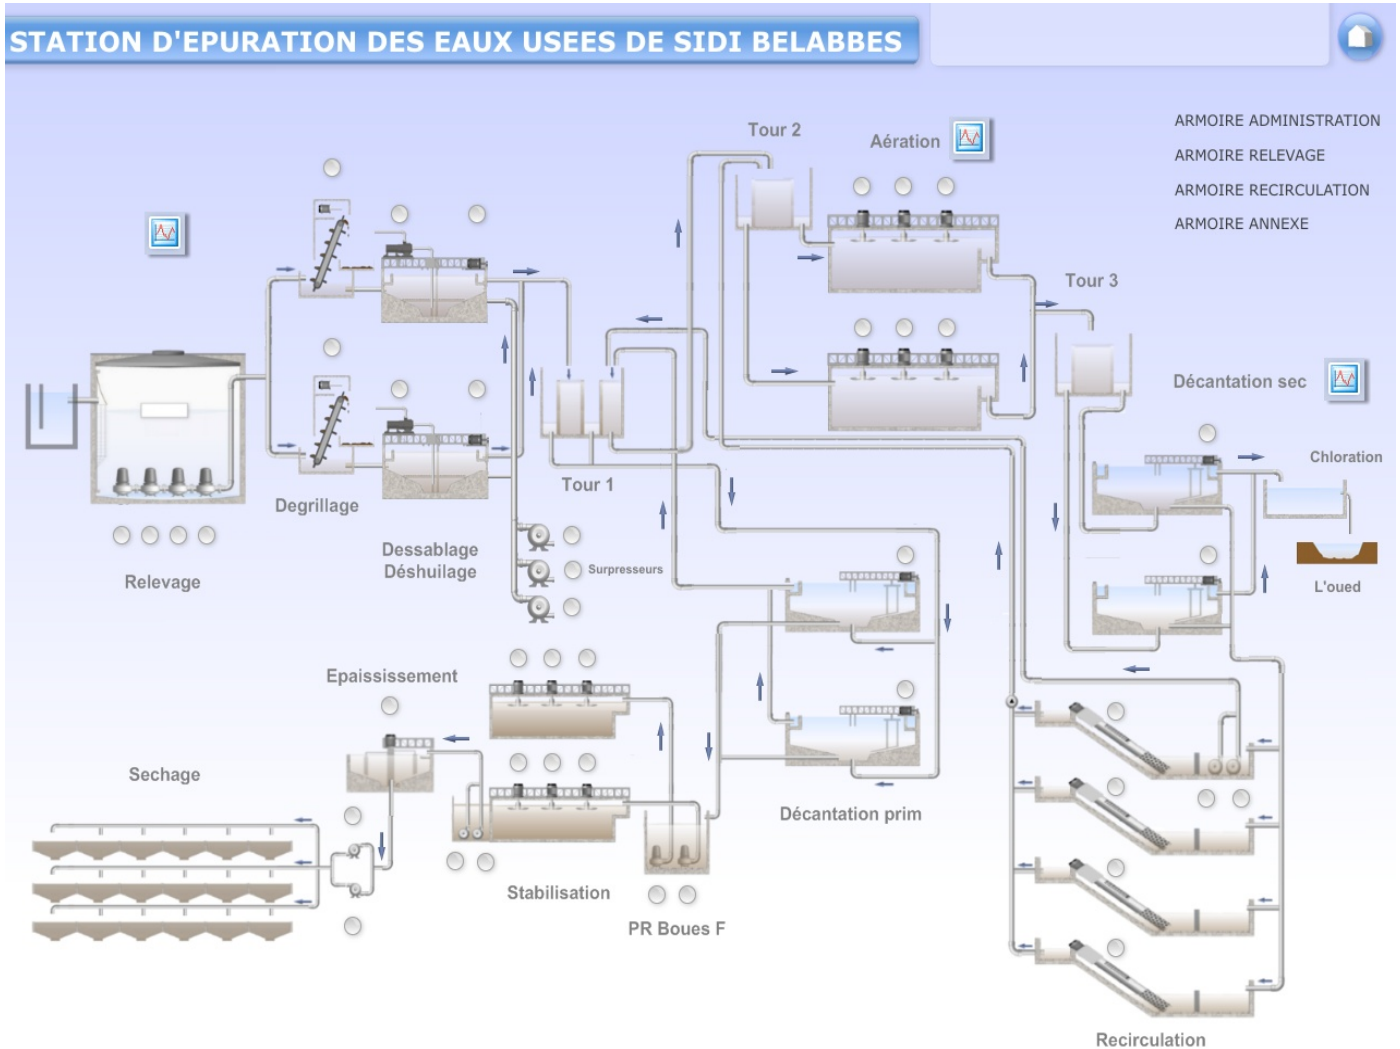 STATION D'EPURATION DES EAUX USEES DE SIDI BELABBES
ARMOIRE ADMINISTRATION
ARMOIRE RELEVAGE
ARMOIRE RECIRCULATION
ARMOIRE ANNEXE
Tour 2
Aération
Tour 3
Décantation sec
Chloration
L'oued
Degrillage
Tour 1
Relevage
Dessablage
Déshuilage
Surpresseurs
Epaississement
Sechage
Stabilisation
PR Boues F
Décantation prim
Recirculation